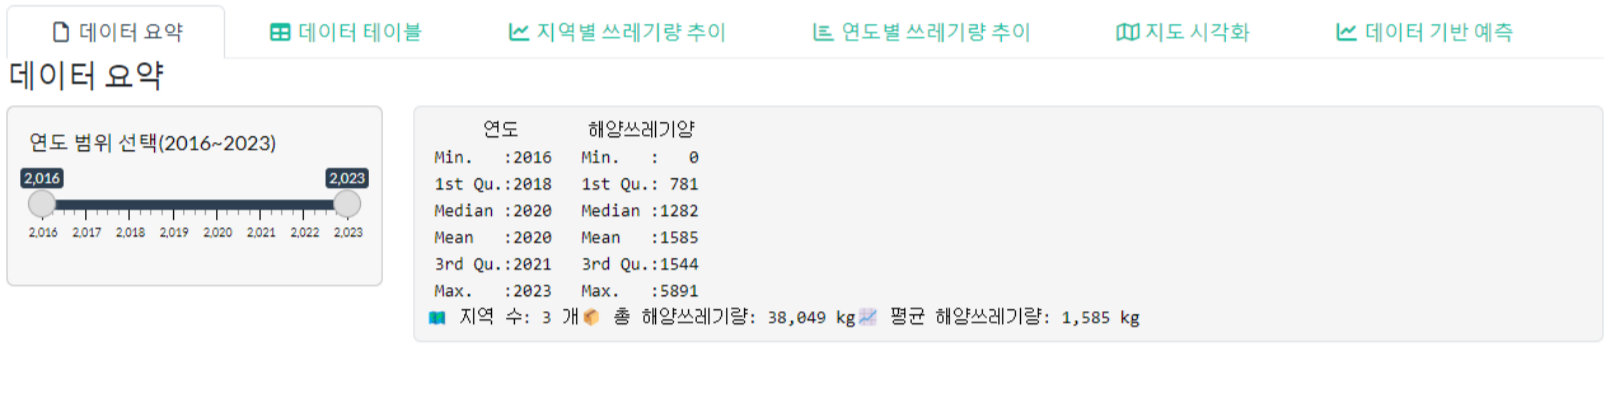 데이터 요약 데이터 테이블 지역별 쓰레기량 추이 연도별 쓰레기량 추이 지도 시각화 데이터 기반 예측
데이터 요약
연도 범위 선택(2016~2023)
2,016 2,023
2,016 2,017 2,018 2,019 2,020 2,021 2,022 2,023
연도 해양쓰레기양
Min. :2016 Min. : 0
1st Qu.:2018 1st Qu.: 781
Median :2020 Median :1282
Mean :2020 Mean :1585
3rd Qu.:2021 3rd Qu.:1544
Max. :2023 Max. :5891
지역 수: 3 개 총 해양쓰레기량: 38,049 kg 평균 해양쓰레기량: 1,585 kg